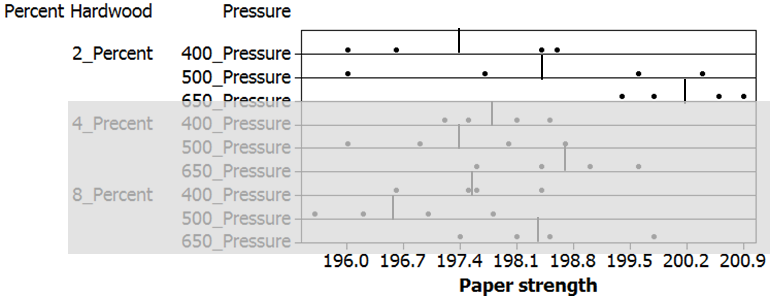 Percent Hardwood Pressure
2_Percent 400_Pressure
500_Pressure
650_Pressure
4_Precent 400_Pressure
500_Pressure
650_Pressure
8_Percent 400_Pressure
500_Pressure
650_Pressure
196.0 196.7 197.4 198.1 198.8 199.5 200.2 200.9
Paper strength